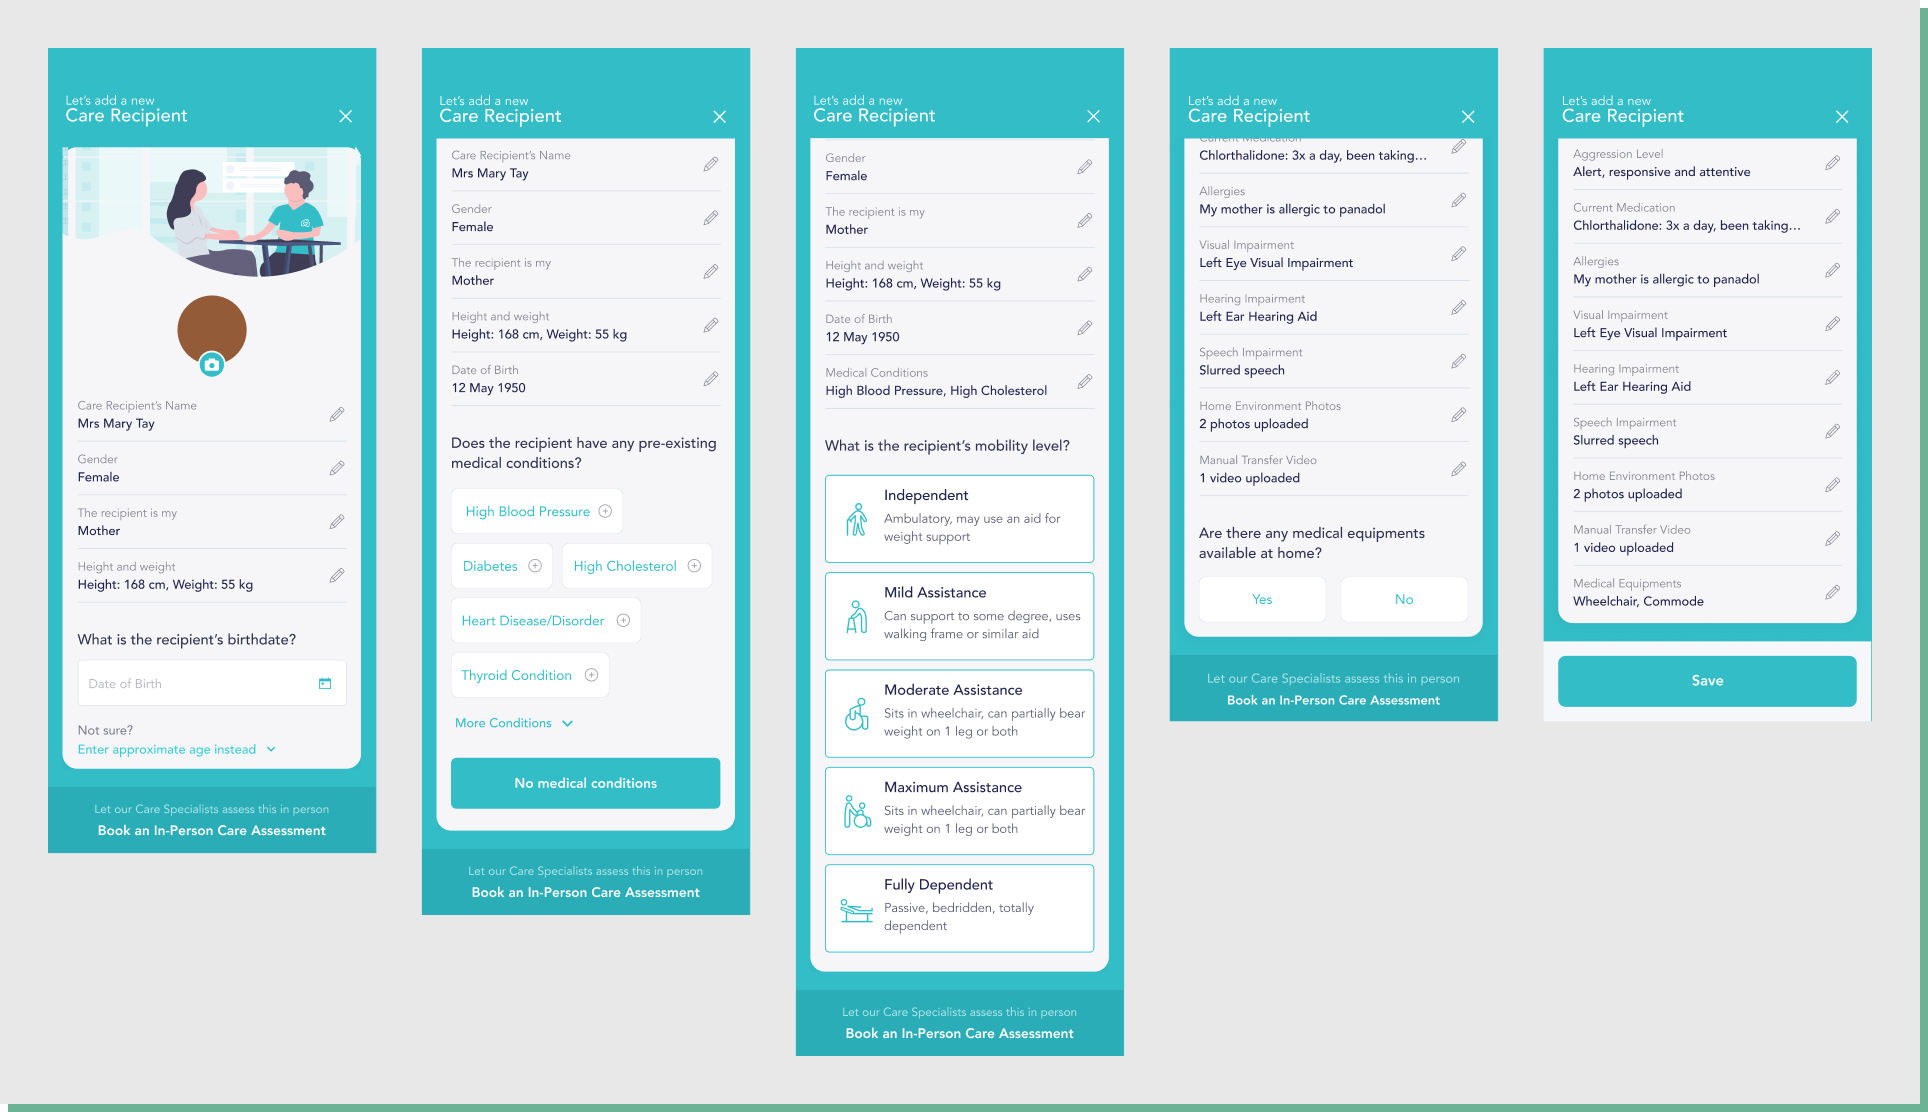 Let's add a new
Care Recipient
Care Recipient's Name
Mrs Mary Tay
Gender
Female
The recipient is my
Mother
Height and weight
Height: 168 cm, Weight: 55 kg
What is the recipient's birthdate?
Date of Birth
Not sure?
Enter approximate age instead
Let our Care Specialists assess this in person
Book an In-Person Care Assessment
Let's add a new
Care Recipient
Care Recipient's Name
Mrs Mary Tay
Gender
Female
The recipient is my
Mother
Height and weight
Height: 168 cm, Weight: 55 kg
Date of Birth
12 May 1950
Does the recipient have any pre-existing
medical conditions?
High Blood Pressure
Diabetes
High Cholesterol
Heart Disease/Disorder
Thyroid Condition
More Conditions
No medical conditions
Let our Care Specialists assess this in person
Book an In-Person Care Assessment
Let's add a new
Care Recipient
Gender
Female
The recipient is my
Mother
Height and weight
Height: 168 cm, Weight: 55 kg
Date of Birth
12 May 1950
Medical Conditions
High Blood Pressure, High Cholesterol
What is the recipient's mobility level?
Independent
Ambulatory, may use an aid for
weight support
Mild Assistance
Can support to some degree, uses
walking frame or similar aid
Moderate Assistance
Sits in wheelchair, can partially bear
weight on 1 leg or both
Maximum Assistance
Sits in wheelchair, can partially bear
weight on 1 leg or both
Fully Dependent
Passive, bedridden, totally
dependent
Let our Care Specialists assess this in person
Book an In-Person Care Assessment
Let's add a new
Care Recipient
Current Medication
Chlorthalidone: 3x a day, been taking...
Allergies
My mother is allergic to panadol
Visual Impairment
Left Eye Visual Impairment
Hearing Impairment
Left Ear Hearing Aid
Speech Impairment
Slurred speech
Home Environment Photos
2 photos uploaded
Manual Transfer Video
1 video uploaded
Are there any medical equipments
available at home?
Yes
No
Let our Care Specialists assess this in person
Book an In-Person Care Assessment
Let's add a new
Care Recipient
Aggression Level
Alert, responsive and attentive
Current Medication
Chlorthalidone: 3x a day, been taking...
Allergies
My mother is allergic to panadol
Visual Impairment
Left Eye Visual Impairment
Hearing Impairment
Left Ear Hearing Aid
Speech Impairment
Slurred speech
Home Environment Photos
2 photos uploaded
Manual Transfer Video
1 video uploaded
Medical Equipments
Wheelchair, Commode
Save